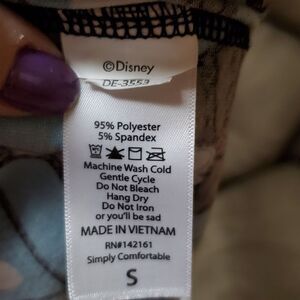 ©Disney
DE-3553
95% Polyester
5% Spandex
Machine Wash Cold
Gentle Cycle
Do Not Bleach
Hang Dry
Do Not Iron
or you'll be sad
MADE IN VIETNAM
RN#142161
Simply Comfortable
S